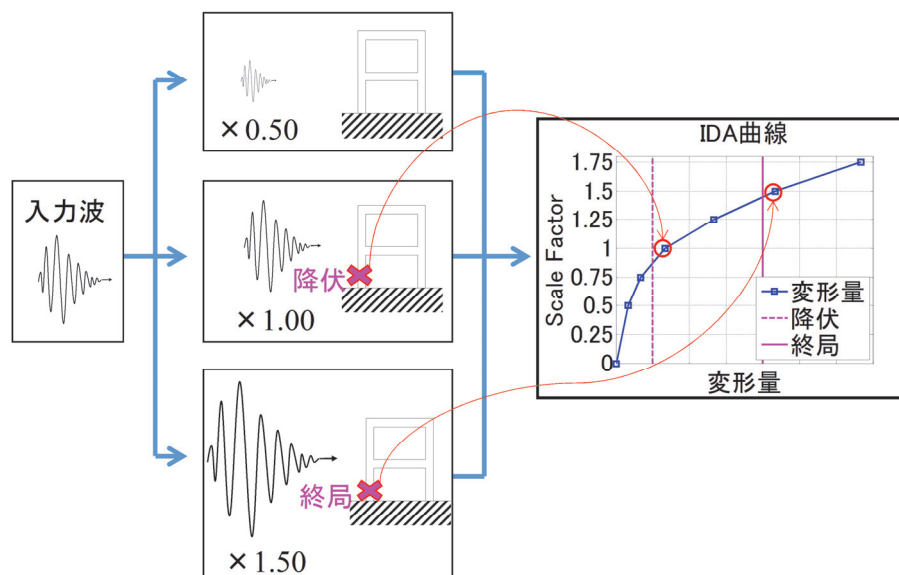 入力波
×0.50
降伏
×1.00
終局
×1.50
IDA曲線
Scale Factor
1.75
1.5
1.25
1
0.75
0.5
0.25
0
変形量
降伏
終局
変形量